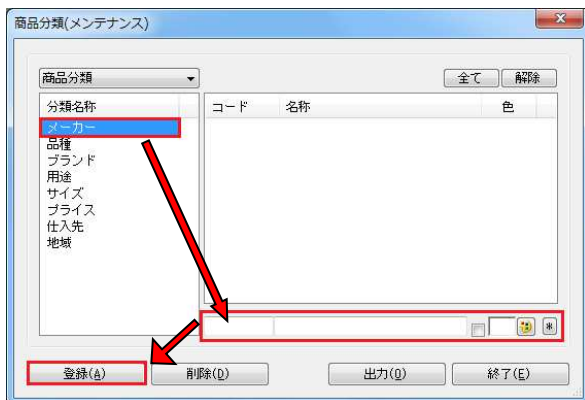 商品分類(メンテナンス)
商品分類
全て
解除
分類名称
コード
名称
色
メーカー
品種
ブランド
用途
サイズ
プライス
仕入先
地域
*
登録(A)
削除(D)
出力(O)
終了(E)